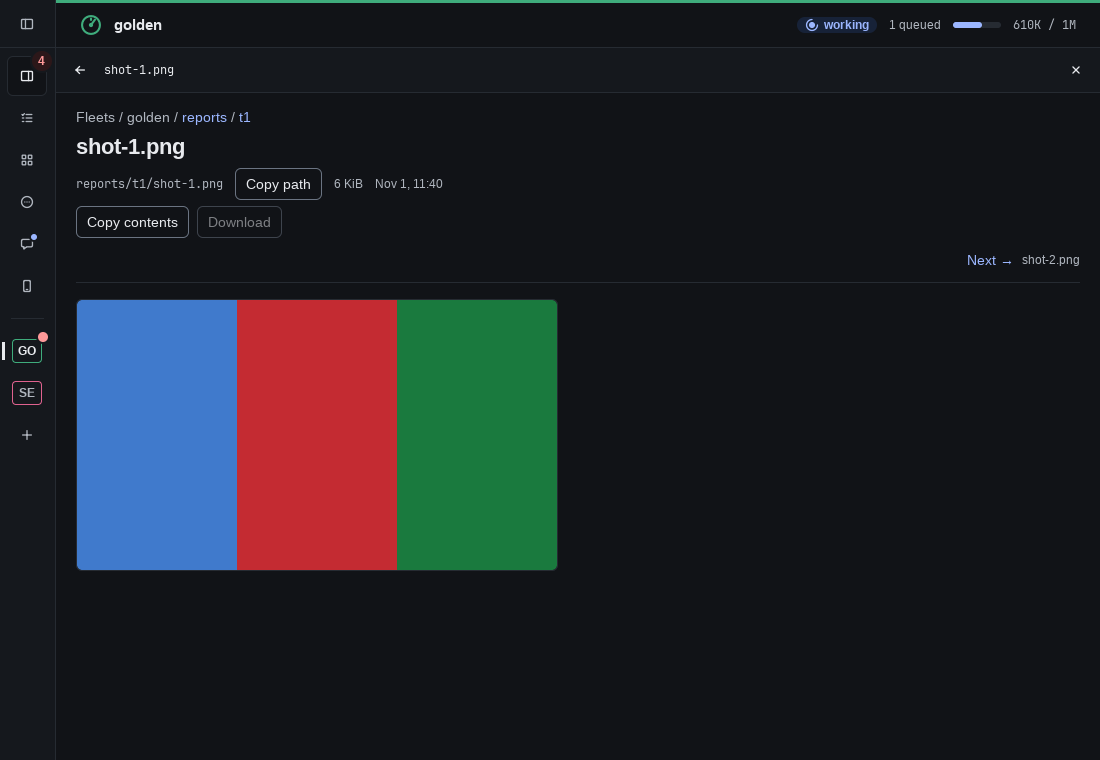 golden
working
1 queued
610K / 1M
4
shot-1.png
Fleets / golden / reports / t1
shot-1.png
reports/t1/shot-1.png
Copy path
6 KiB
Nov 1, 11:40
Copy contents
Download
Next →
shot-2.png
GO
SE